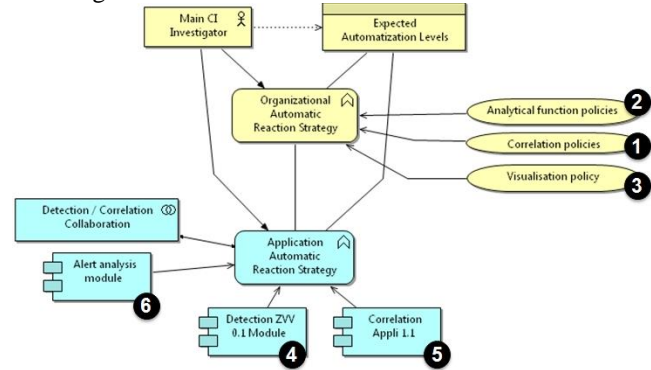 Main CI
Investigator
Expected
Automatization Levels
Organizational
Automatic
Reaction Strategy
Analytical function policies
2
Correlation policies
1
Visualisation policy
3
Detection / Correlation
Collaboration
Application
Automatic
Reaction Strategy
Alert analysis
module
6
Detection ZVV
0.1 Module
4
Correlation
Appli 1.1
5